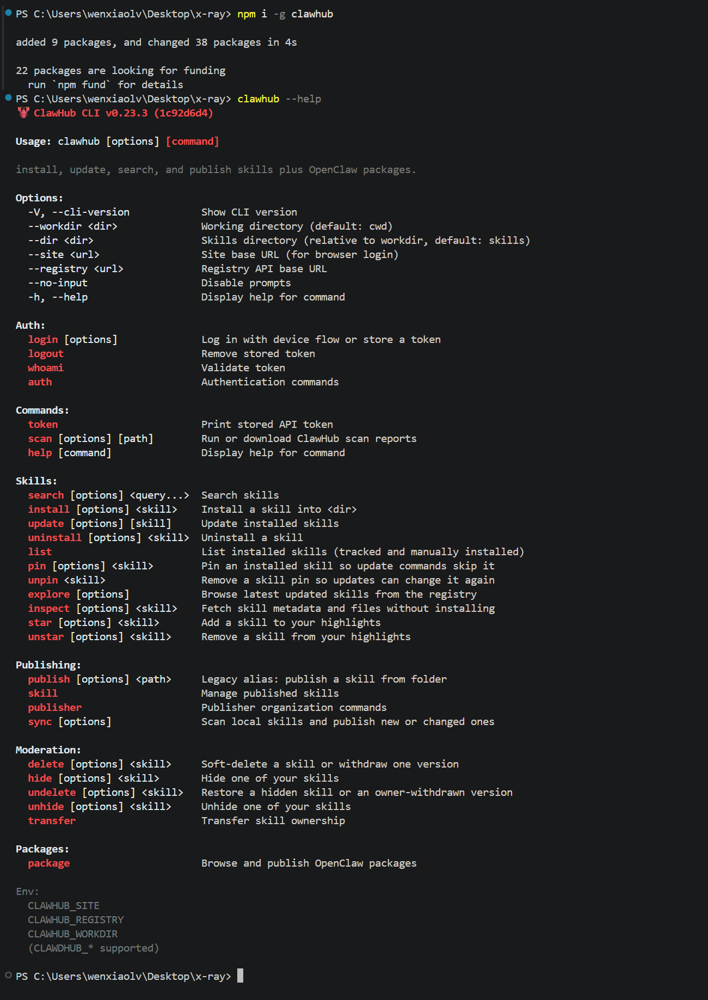 PS C:\Users\wenxiaolv\Desktop\x-ray> npm i -g clawhub
added 9 packages, and changed 38 packages in 4s
22 packages are looking for funding
  run `npm fund` for details
PS C:\Users\wenxiaolv\Desktop\x-ray> clawhub --help
🦞 ClawHub CLI v0.23.3 (1c92d6d4)
Usage: clawhub [options] [command]
install, update, search, and publish skills plus OpenClaw packages.
Options:
  -V, --cli-version            Show CLI version
  --workdir <dir>              Working directory (default: cwd)
  --dir <dir>                  Skills directory (relative to workdir, default: skills)
  --site <url>                 Site base URL (for browser login)
  --registry <url>             Registry API base URL
  --no-input                   Disable prompts
  -h, --help                   Display help for command
Auth:
  login [options]              Log in with device flow or store a token
  logout                       Remove stored token
  whoami                       Validate token
  auth                         Authentication commands
Commands:
  token                        Print stored API token
  scan [options] [path]        Run or download ClawHub scan reports
  help [command]               Display help for command
Skills:
  search [options] <query...>  Search skills
  install [options] <skill>    Install a skill into <dir>
  update [options] [skill]     Update installed skills
  uninstall [options] <skill>  Uninstall a skill
  list                         List installed skills (tracked and manually installed)
  pin [options] <skill>        Pin an installed skill so update commands skip it
  unpin <skill>                Remove a skill pin so updates can change it again
  explore [options]            Browse latest updated skills from the registry
  inspect [options] <skill>    Fetch skill metadata and files without installing
  star [options] <skill>       Add a skill to your highlights
  unstar [options] <skill>     Remove a skill from your highlights
Publishing:
  publish [options] <path>     Legacy alias: publish a skill from folder
  skill                        Manage published skills
  publisher                    Publisher organization commands
  sync [options]               Scan local skills and publish new or changed ones
Moderation:
  delete [options] <skill>     Soft-delete a skill or withdraw one version
  hide [options] <skill>       Hide one of your skills
  undelete [options] <skill>   Restore a hidden skill or an owner-withdrawn version
  unhide [options] <skill>     Unhide one of your skills
  transfer                     Transfer skill ownership
Packages:
  package                      Browse and publish OpenClaw packages
Env:
  CLAWHUB_SITE
  CLAWHUB_REGISTRY
  CLAWHUB_WORKDIR
  (CLAWDHUB_* supported)
PS C:\Users\wenxiaolv\Desktop\x-ray>